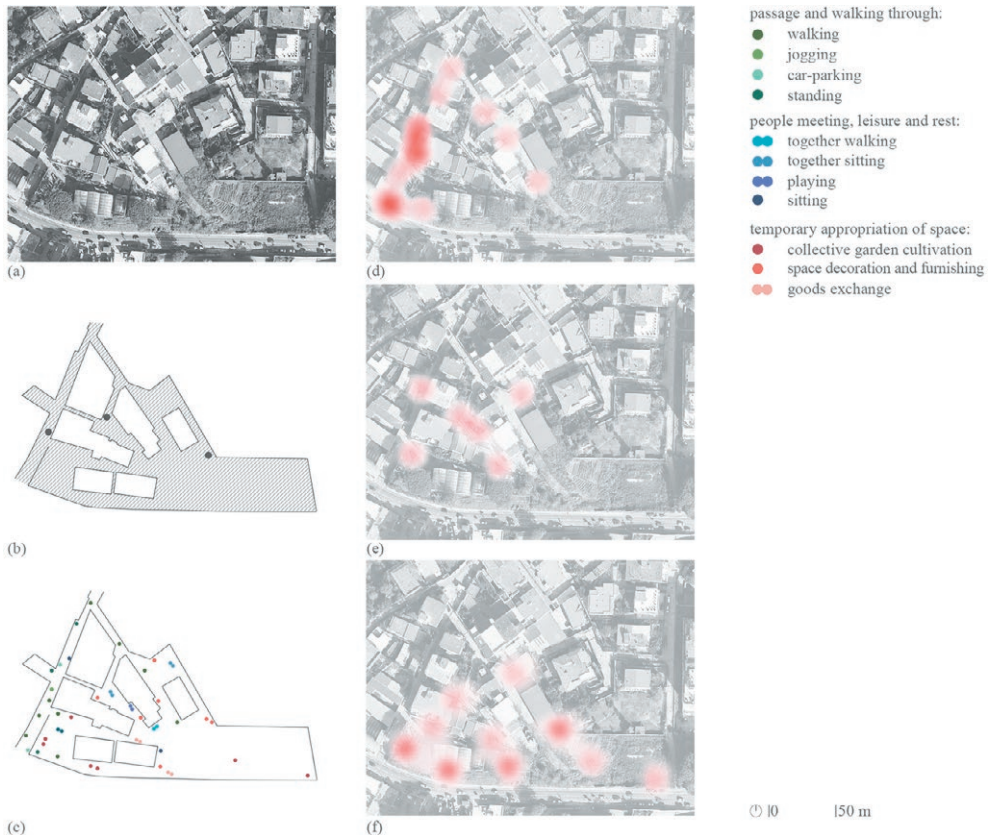 (a)
(d)
(b)
(e)
(c)
(f)
passage and walking through:
walking
jogging
car-parking
standing
people meeting, leisure and rest:
together walking
together sitting
playing
sitting
temporary appropriation of space:
collective garden cultivation
space decoration and furnishing
goods exchange
|0 |50 m